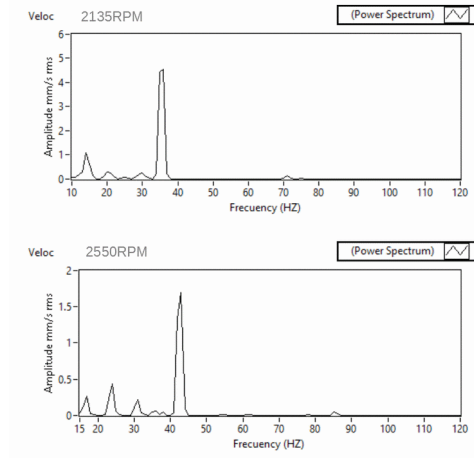 Veloc 2135RPM (Power Spectrum)
6
5
4
3
2
1
0
Amplitude mm/s rms
10 20 30 40 50 60 70 80 90 100 110 120
Frecuency (HZ)
Veloc 2550RPM (Power Spectrum)
2
1.5
1
0.5
0
Amplitude mm/s rms
15 20 30 40 50 60 70 80 90 100 110 120
Frecuency (HZ)